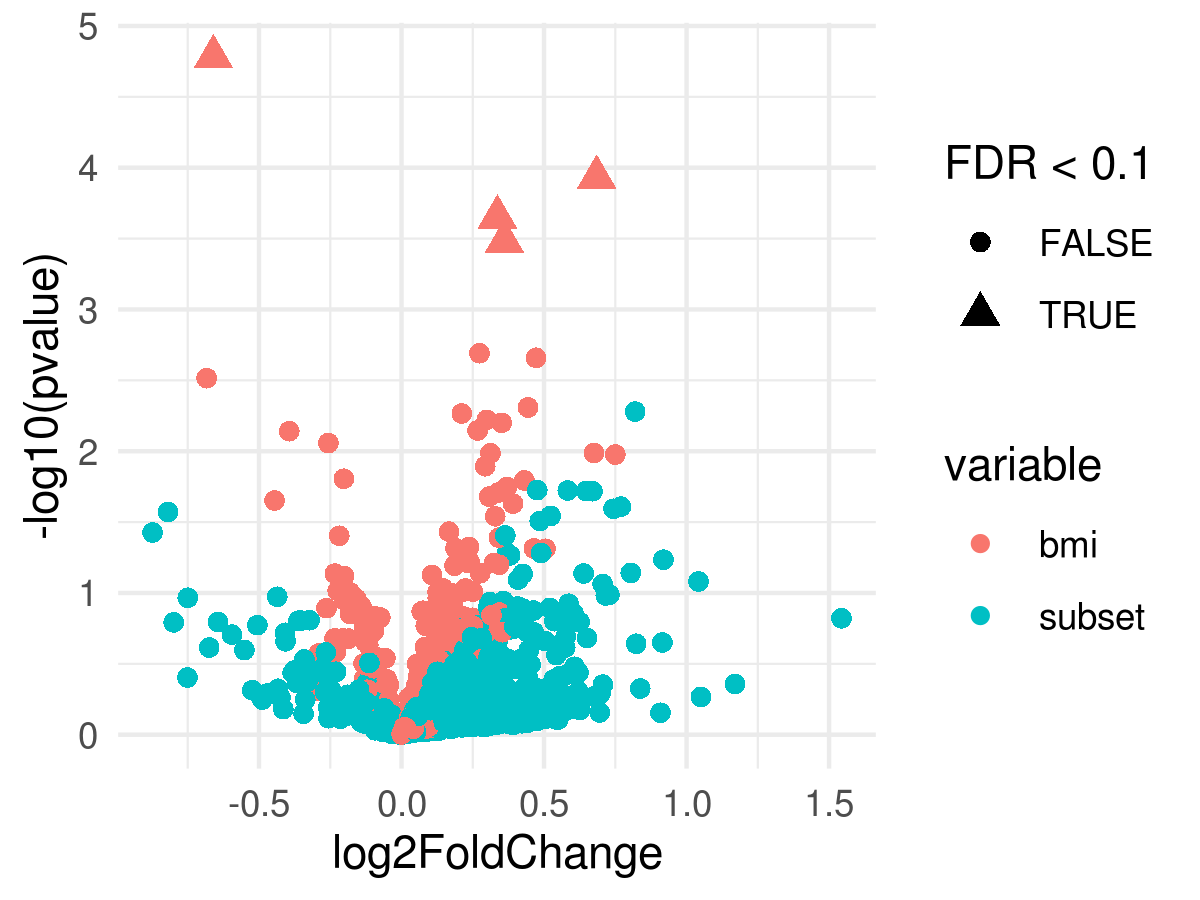 5
4
3
2
1
0
-log10(pvalue)
-0.5
0.0
0.5
1.0
1.5
log2FoldChange
FDR < 0.1
FALSE
TRUE
variable
bmi
subset